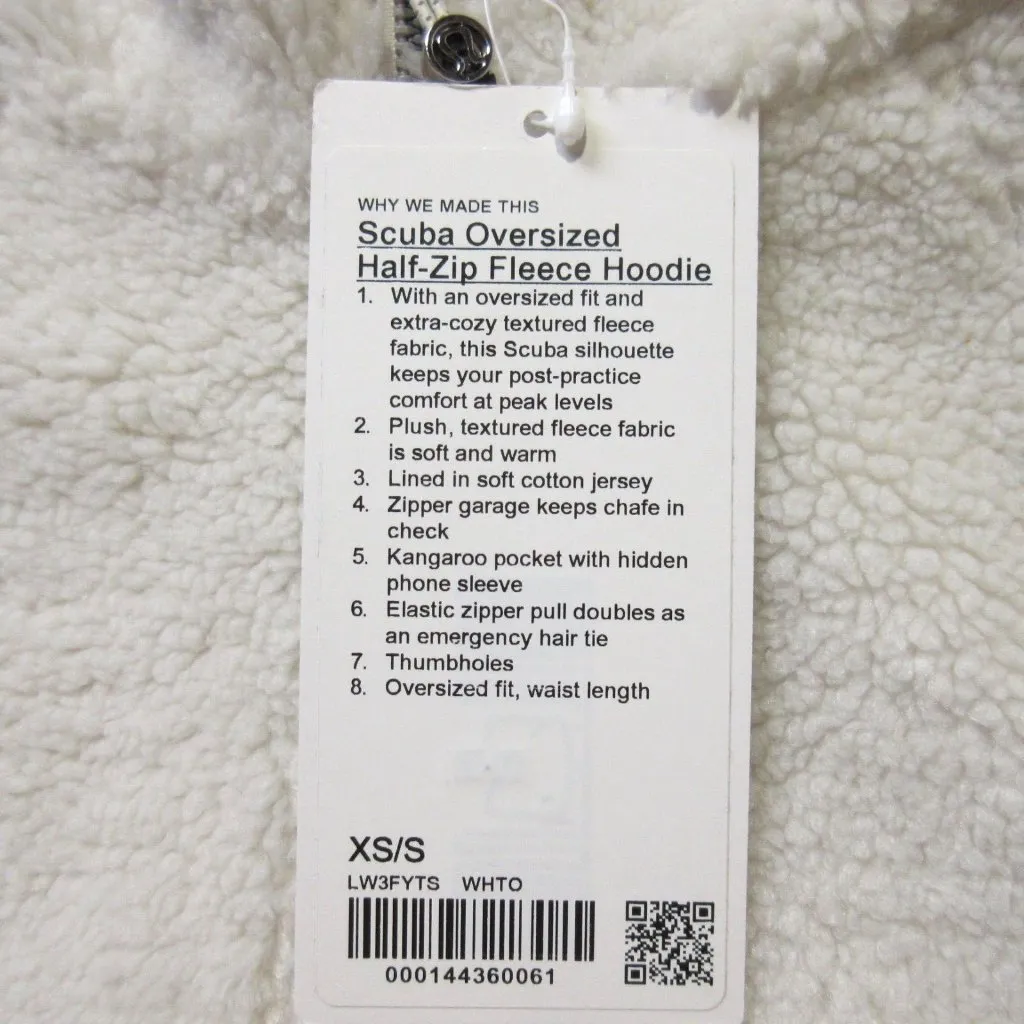 WHY WE MADE THIS
Scuba Oversized
Half-Zip Fleece Hoodie
1. With an oversized fit and
extra-cozy textured fleece
fabric, this Scuba silhouette
keeps your post-practice
comfort at peak levels
2. Plush, textured fleece fabric
is soft and warm
3. Lined in soft cotton jersey
4. Zipper garage keeps chafe in
check
5. Kangaroo pocket with hidden
phone sleeve
6. Elastic zipper pull doubles as
an emergency hair tie
7. Thumbholes
8. Oversized fit, waist length
XS/S
LW3FYTS WHTO
000144360061